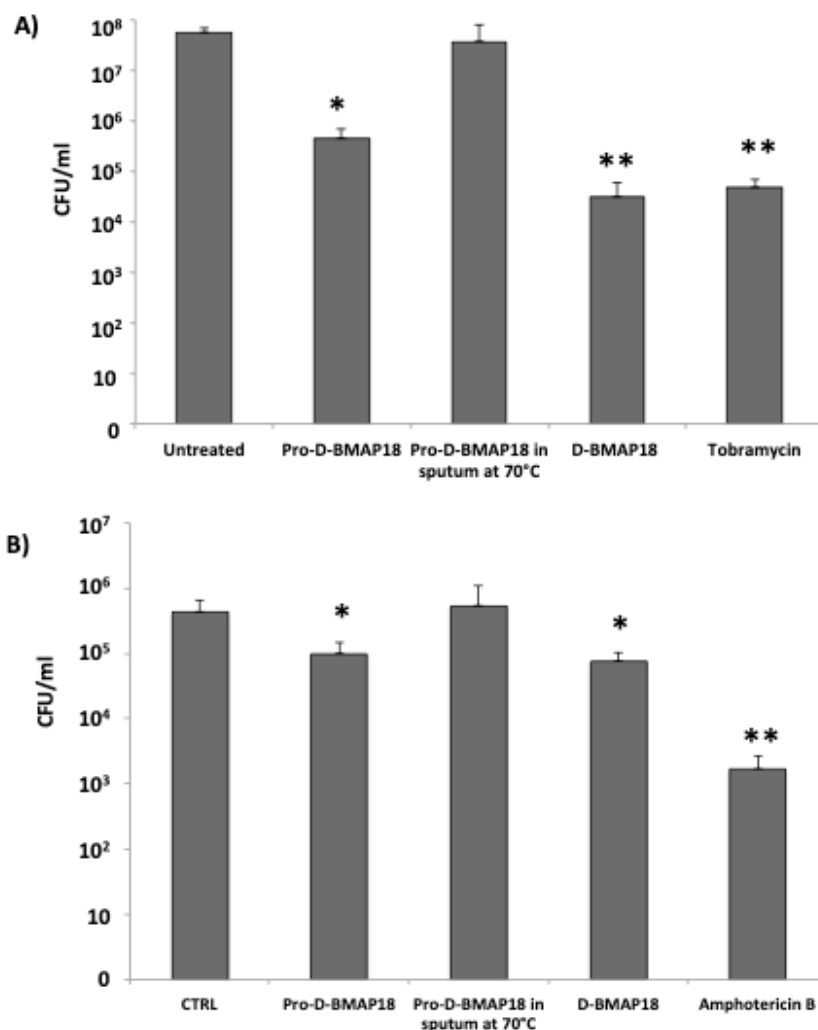 A)
10⁸
10⁷
10⁶
10⁵
10⁴
10³
10²
10
0
CFU/ml
*
**
**
Untreated
Pro-D-BMAP18
Pro-D-BMAP18 in
sputum at 70°C
D-BMAP18
Tobramycin
B)
10⁷
10⁶
10⁵
10⁴
10³
10²
10
0
CFU/ml
*
*
**
CTRL
Pro-D-BMAP18
Pro-D-BMAP18 in
sputum at 70°C
D-BMAP18
Amphotericin B